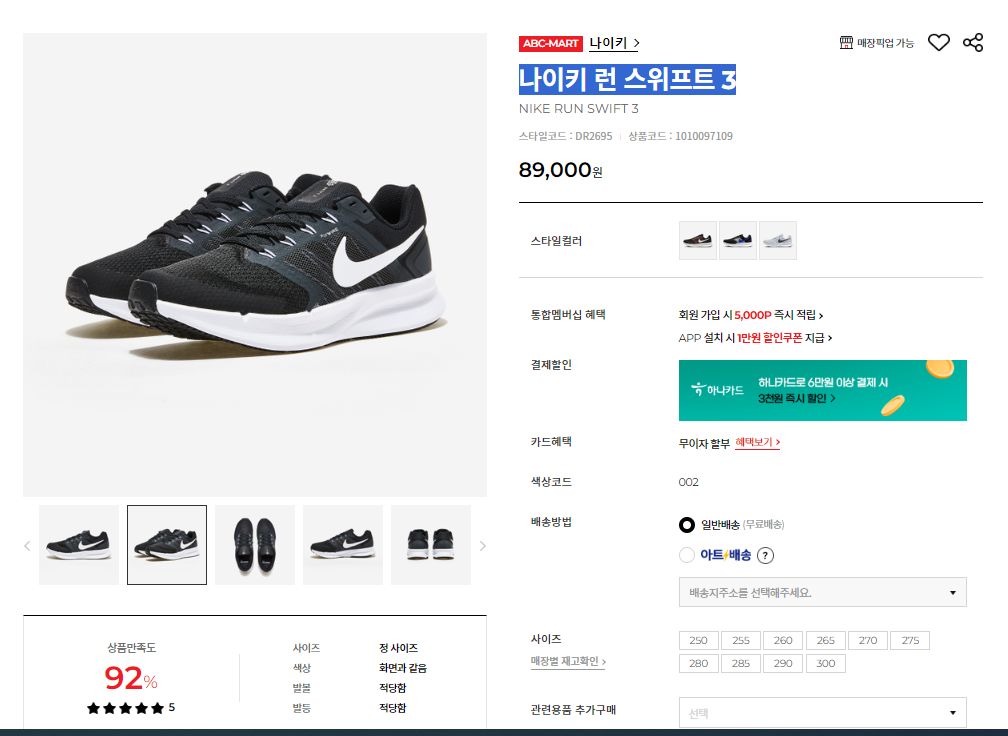 ABC-MART 나이키 >
매장픽업 가능
나이키 런 스위프트 3
NIKE RUN SWIFT 3
스타일코드 : DR2695 | 상품코드 : 1010097109
89,000원
스타일컬러
통합멤버십 혜택
회원 가입 시 5,000P 즉시 적립 >
APP 설치 시 1만원 할인쿠폰 지급 >
결제할인
하나카드
하나카드로 6만원 이상 결제 시
3천원 즉시 할인 >
카드혜택
무이자 할부 혜택보기 >
색상코드
002
배송방법
일반배송 (무료배송)
아트배송 ?
배송지주소를 선택해주세요.
사이즈
매장별 재고확인 >
250 255 260 265 270 275
280 285 290 300
관련용품 추가구매
선택
상품만족도
92%
5
사이즈 정 사이즈
색상 화면과 같음
발볼 적당함
발등 적당함